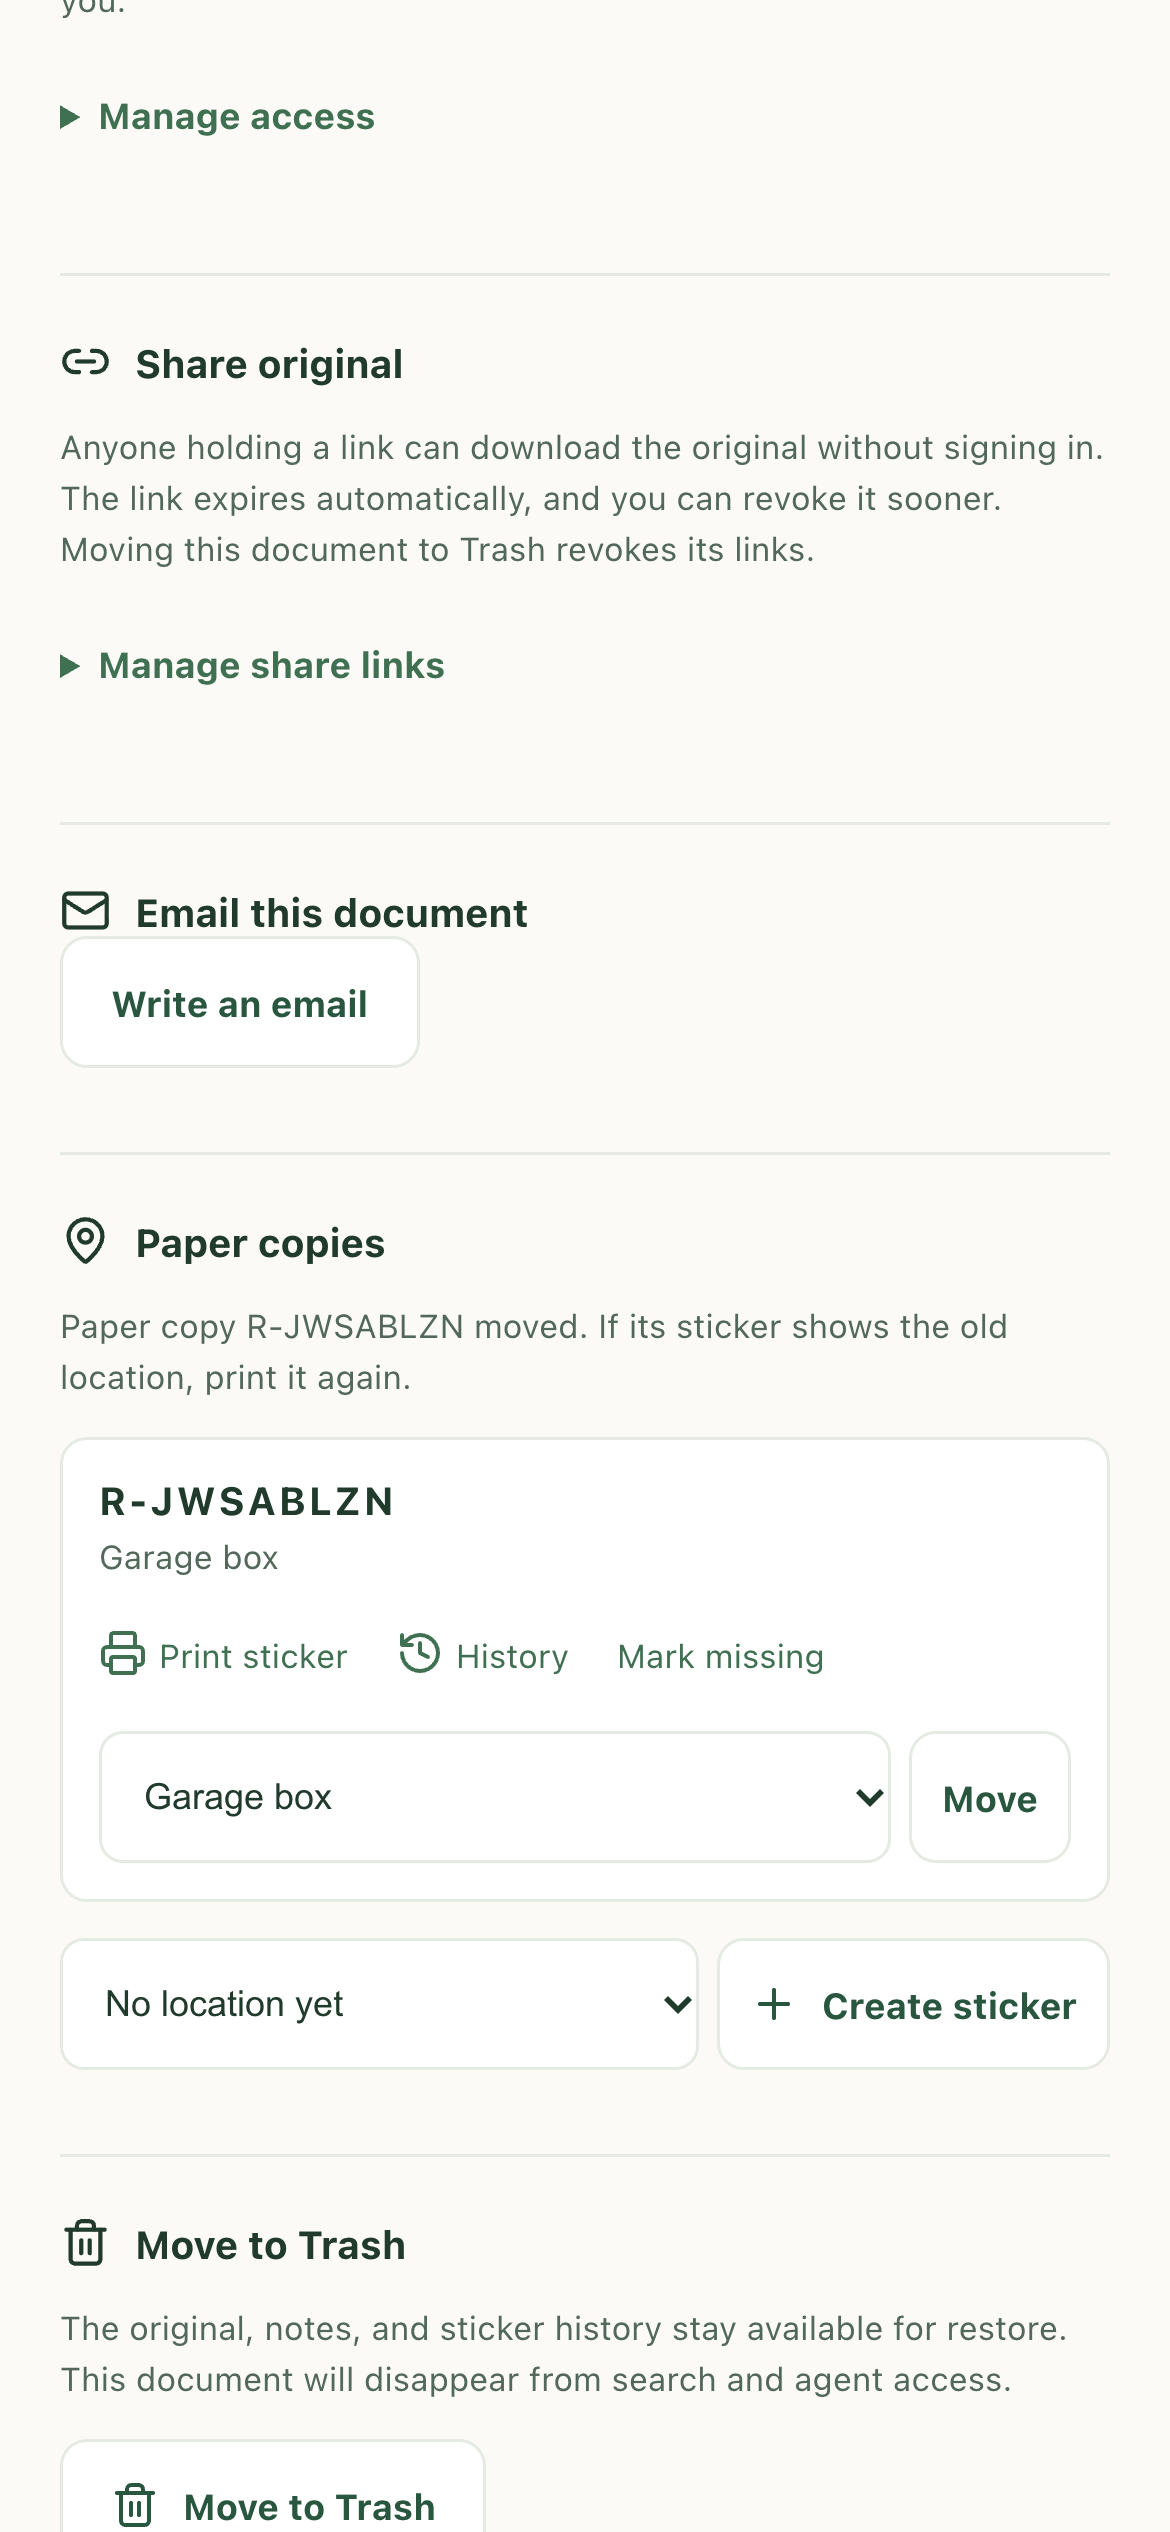 you.
Manage access
Share original
Anyone holding a link can download the original without signing in.
The link expires automatically, and you can revoke it sooner.
Moving this document to Trash revokes its links.
Manage share links
Email this document
Write an email
Paper copies
Paper copy R-JWSABLZN moved. If its sticker shows the old
location, print it again.
R-JWSABLZN
Garage box
Print sticker History Mark missing
Garage box Move
No location yet Create sticker
Move to Trash
The original, notes, and sticker history stay available for restore.
This document will disappear from search and agent access.
Move to Trash